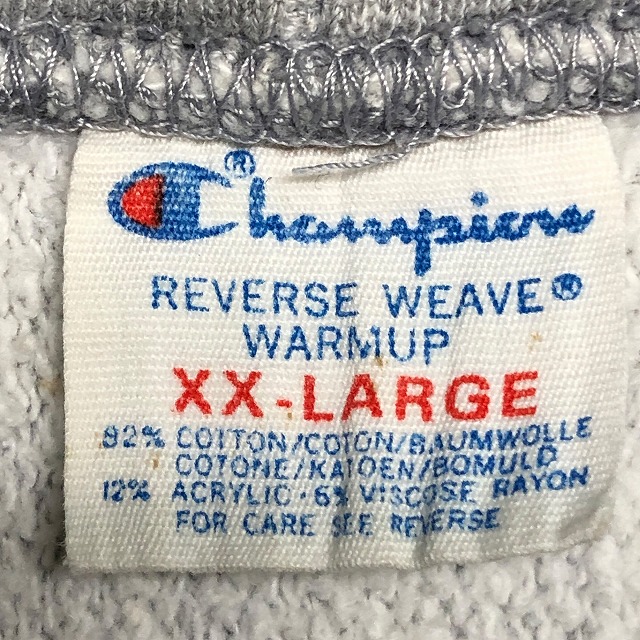 Champion®
REVERSE WEAVE®
WARMUP
XX-LARGE
82% COTTON/COTON/BAUMWOLLE
COTONE/KATOEN/BOMULD
12% ACRYLIC·6% VISCOSE RAYON
FOR CARE SEE REVERSE